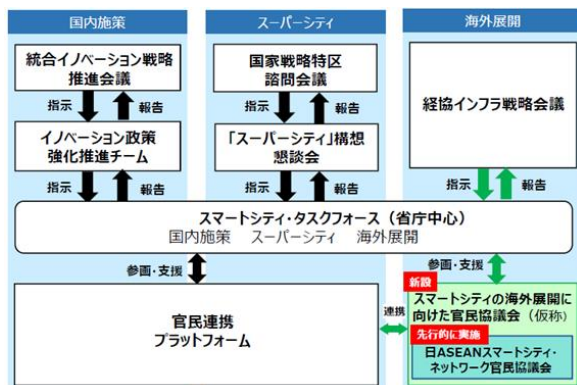 国内施策
スーパーシティ
海外展開
統合イノベーション戦略
推進会議
国家戦略特区
諮問会議
経協インフラ戦略会議
指示
報告
指示
報告
イノベーション政策
強化推進チーム
「スーパーシティ」構想
懇談会
指示
報告
指示
報告
指示
報告
スマートシティ・タスクフォース（省庁中心）
国内施策 スーパーシティ 海外展開
参画・支援
参画・支援
官民連携
プラットフォーム
連携
新設
スマートシティの海外展開に
向けた官民協議会（仮称）
先行的に実施
日ASEANスマートシティ・
ネットワーク官民協議会